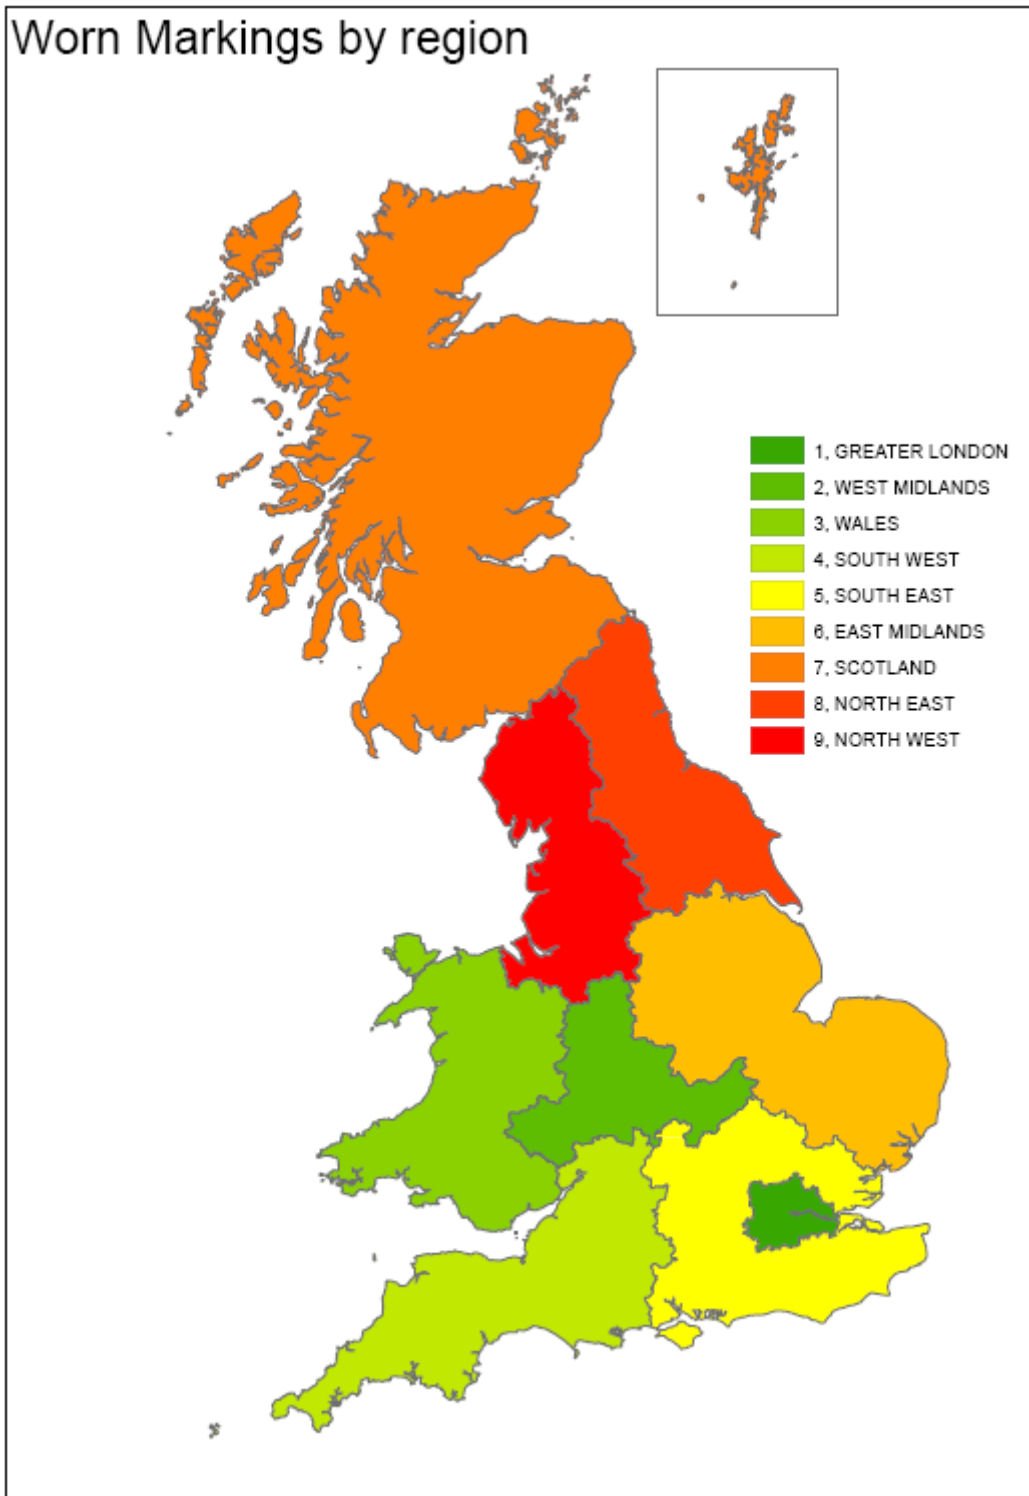 Worn Markings by region
1, GREATER LONDON
2, WEST MIDLANDS
3, WALES
4, SOUTH WEST
5, SOUTH EAST
6, EAST MIDLANDS
7, SCOTLAND
8, NORTH EAST
9, NORTH WEST